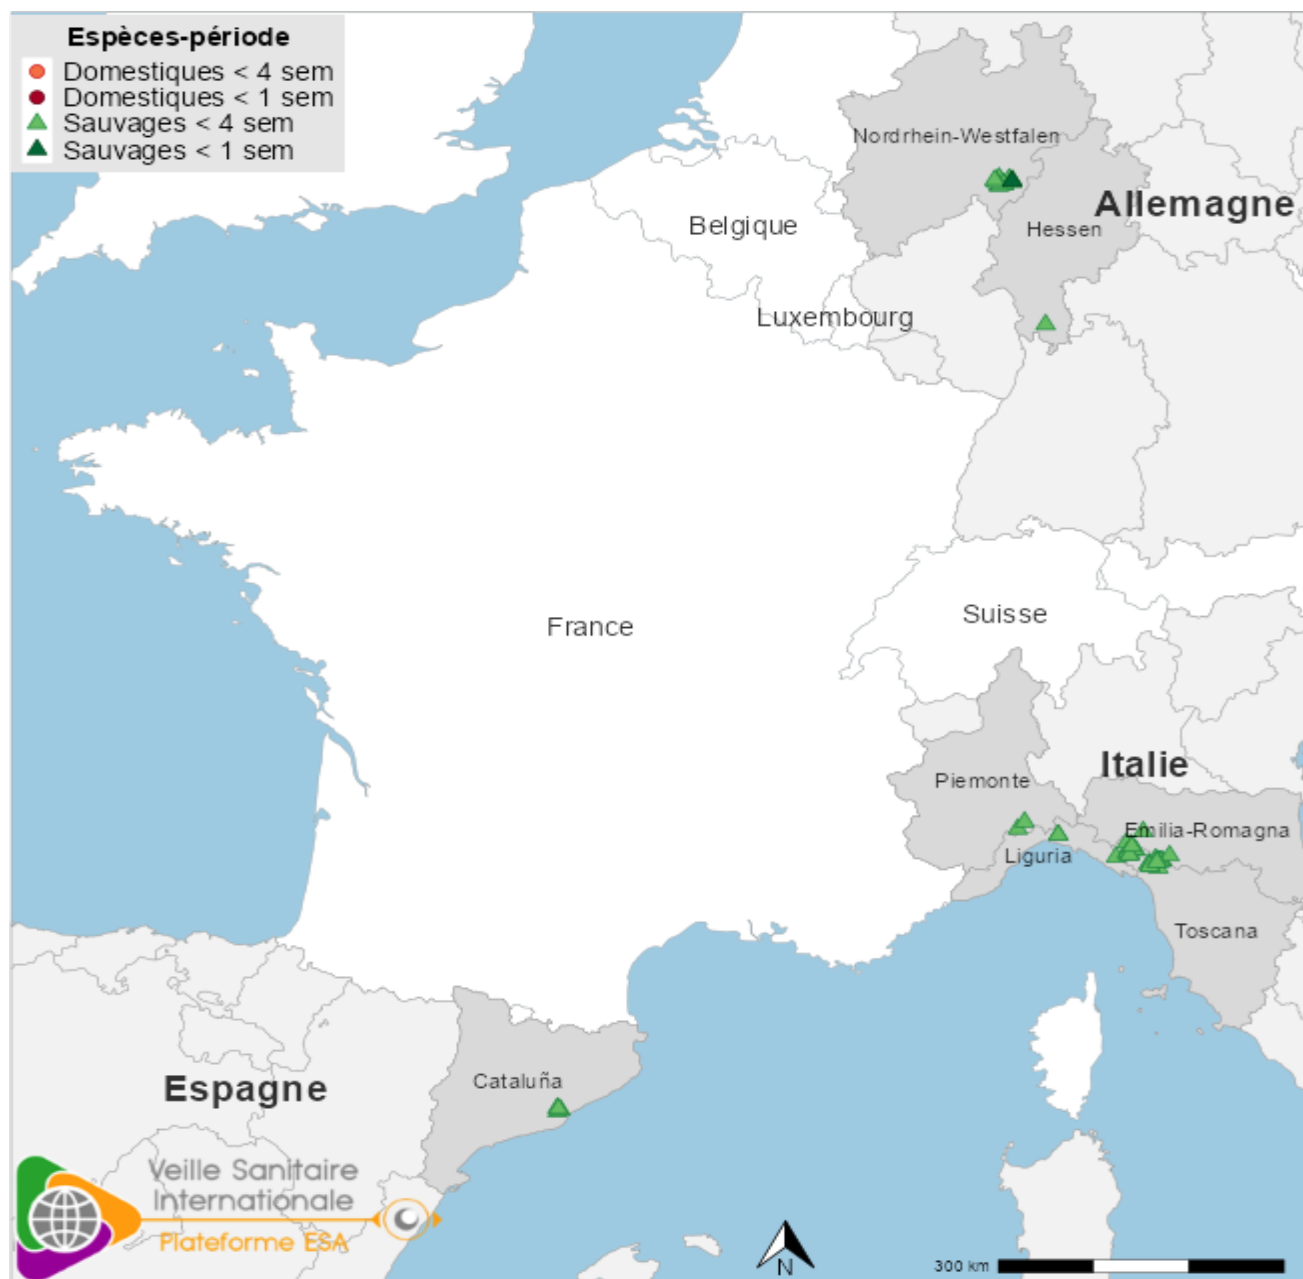 Espèces-période
Domestiques < 4 sem
Domestiques < 1 sem
Sauvages < 4 sem
Sauvages < 1 sem
Nordrhein-Westfalen
Allemagne
Belgique
Hessen
Luxembourg
Suisse
France
Italie
Piemonte
Emilia-Romagna
Liguria
Toscana
Cataluña
Espagne
Veille Sanitaire
Internationale
Plateforme ESA
N
300 km